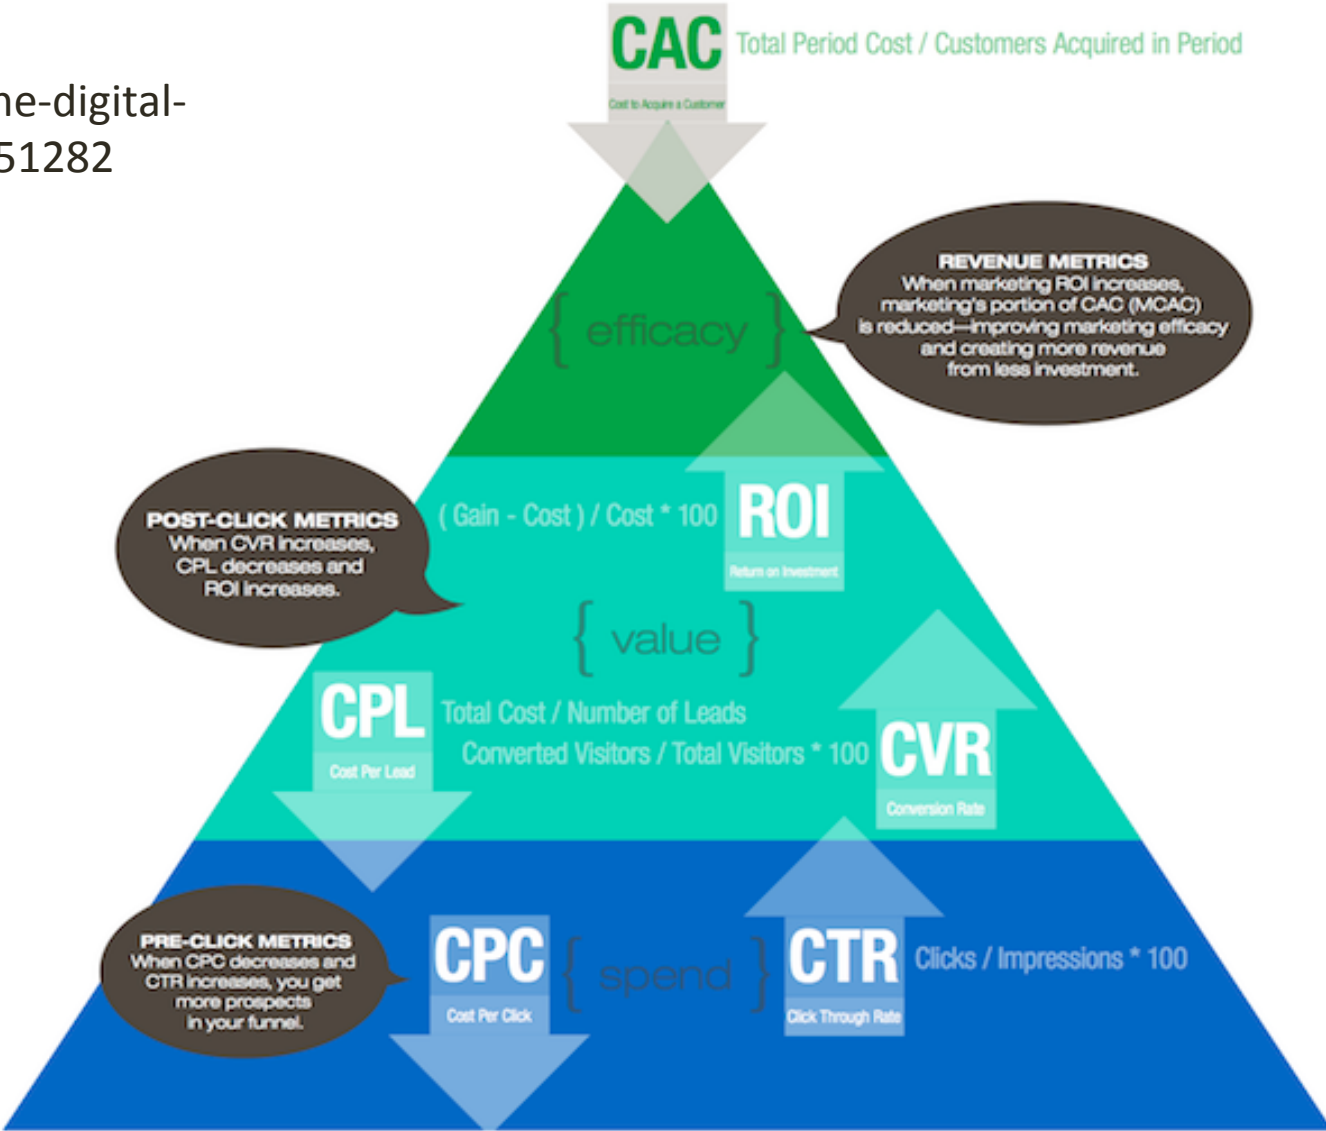 CAC Total Period Cost / Customers Acquired in Period
Cost to Acquire a Customer
ne-digital-
51282
REVENUE METRICS
When marketing ROI increases,
marketing's portion of CAC (MCAC)
is reduced—improving marketing efficacy
and creating more revenue
from less investment.
{ efficacy }
POST-CLICK METRICS
When CVR increases,
CPL decreases and
ROI increases.
( Gain - Cost ) / Cost * 100 ROI
Return on Investment
{ value }
CPL Total Cost / Number of Leads
Cost Per Lead
Converted Visitors / Total Visitors * 100 CVR
Conversion Rate
PRE-CLICK METRICS
When CPC decreases and
CTR increases, you get
more prospects
in your funnel.
CPC { spend } CTR Clicks / Impressions * 100
Cost Per Click
Click Through Rate